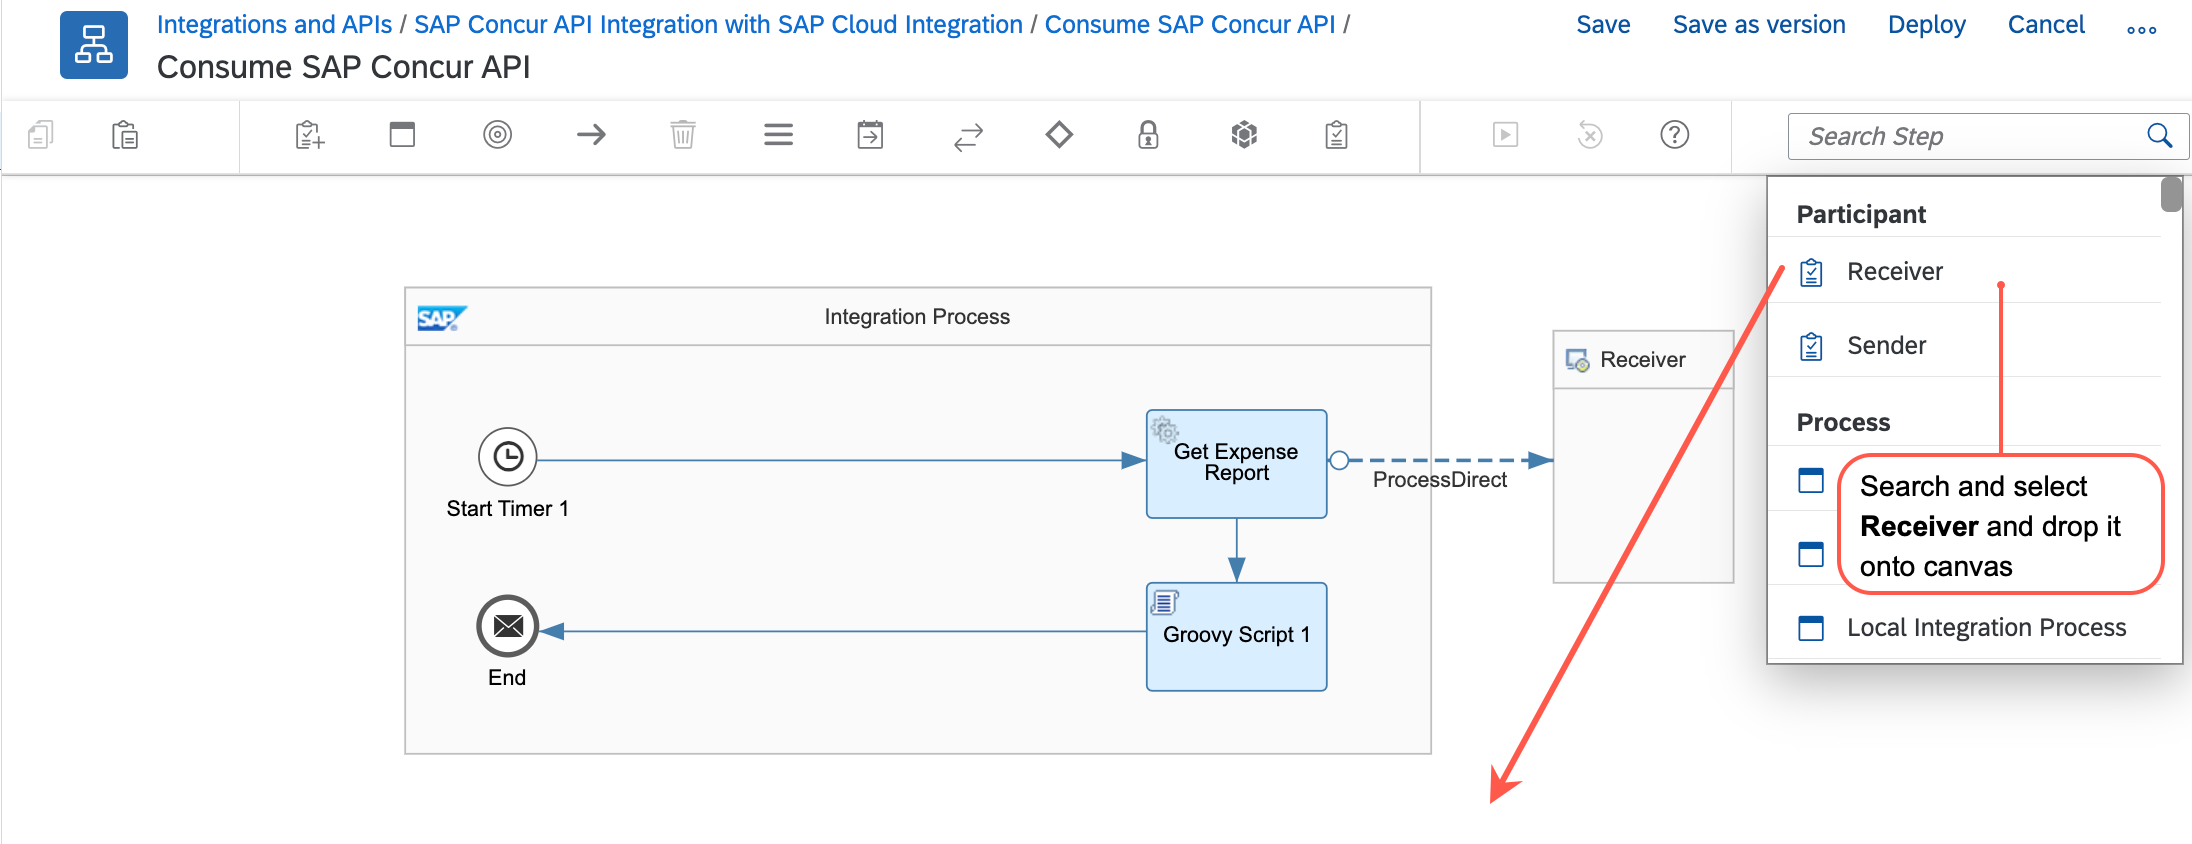 Integrations and APIs / SAP Concur API Integration with SAP Cloud Integration / Consume SAP Concur API /
Save Save as version Deploy Cancel
Consume SAP Concur API
Search Step
Participant
Receiver
Sender
Process
Search and select
Receiver and drop it
onto canvas
Local Integration Process
SAP
Integration Process
Receiver
Get Expense
Report
ProcessDirect
Start Timer 1
Groovy Script 1
End